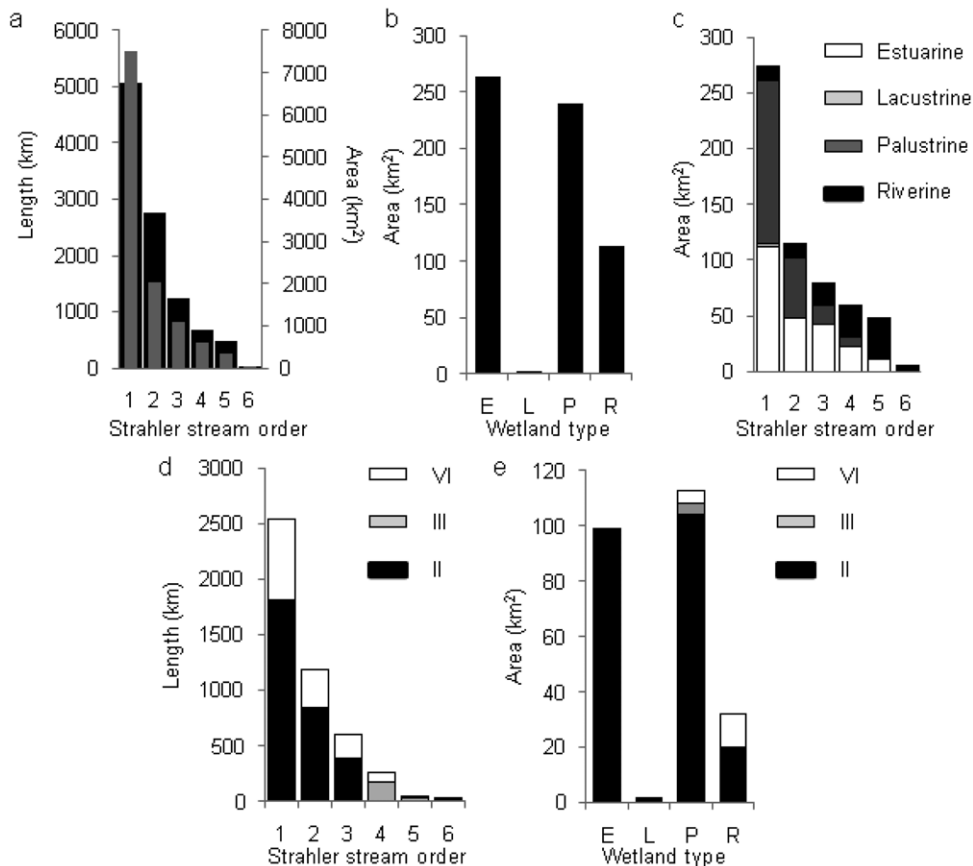 a
6000
5000
4000
3000
2000
1000
0
Length (km)
8000
7000
6000
5000
4000
3000
2000
1000
0
Area (km²)
1 2 3 4 5 6
Strahler stream order
b
300
250
200
150
100
50
0
Area (km²)
E L P R
Wetland type
c
300
250
200
150
100
50
0
Area (km²)
Estuarine
Lacustrine
Palustrine
Riverine
1 2 3 4 5 6
Strahler stream order
d
3000
2500
2000
1500
1000
500
0
Length (km)
VI
III
II
1 2 3 4 5 6
Strahler stream order
e
120
100
80
60
40
20
0
Area (km²)
VI
III
II
E L P R
Wetland type